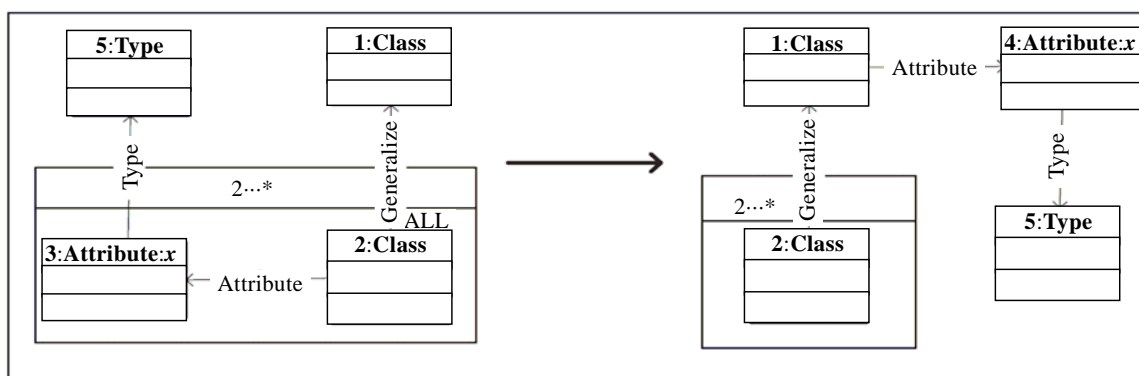 5:Type
1:Class
Type
Generalize
2···*
ALL
3:Attribute:x
2:Class
Attribute
1:Class
4:Attribute:x
Attribute
Generalize
Type
2···*
2:Class
5:Type